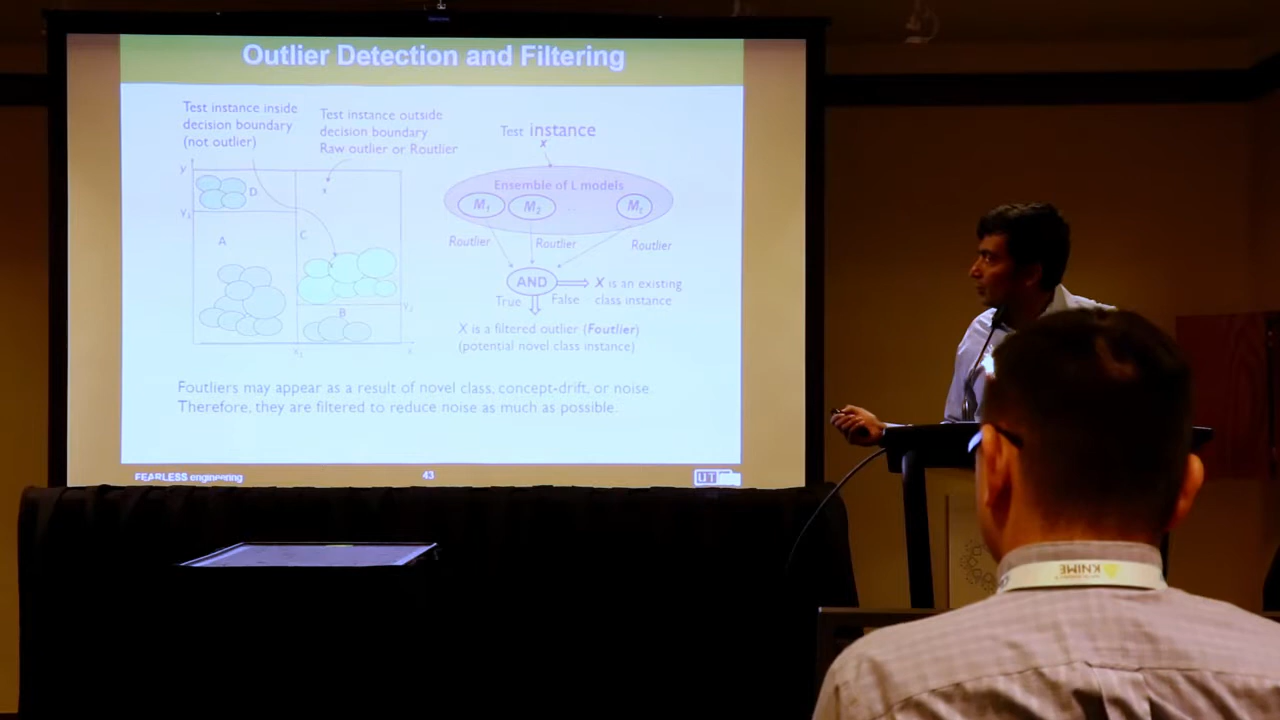 Outlier Detection and Filtering
Test instance inside
decision boundary
(not outlier)
Test instance outside
decision boundary
Raw outlier or Routlier
Test instance
x
Ensemble of L models
M1 M2 . .
Routlier Routlier Routlier
AND
True False
X is an existing
class instance
X is a filtered outlier (Foutlier)
(potential novel class instance)
y
D
y1
A
C
x
B
x1
x
Foutliers may appear as a result of novel class, concept-drift, or noise.
Therefore, they are filtered to reduce noise as much as possible.
FEARLESS engineering
43
UT
KNIME